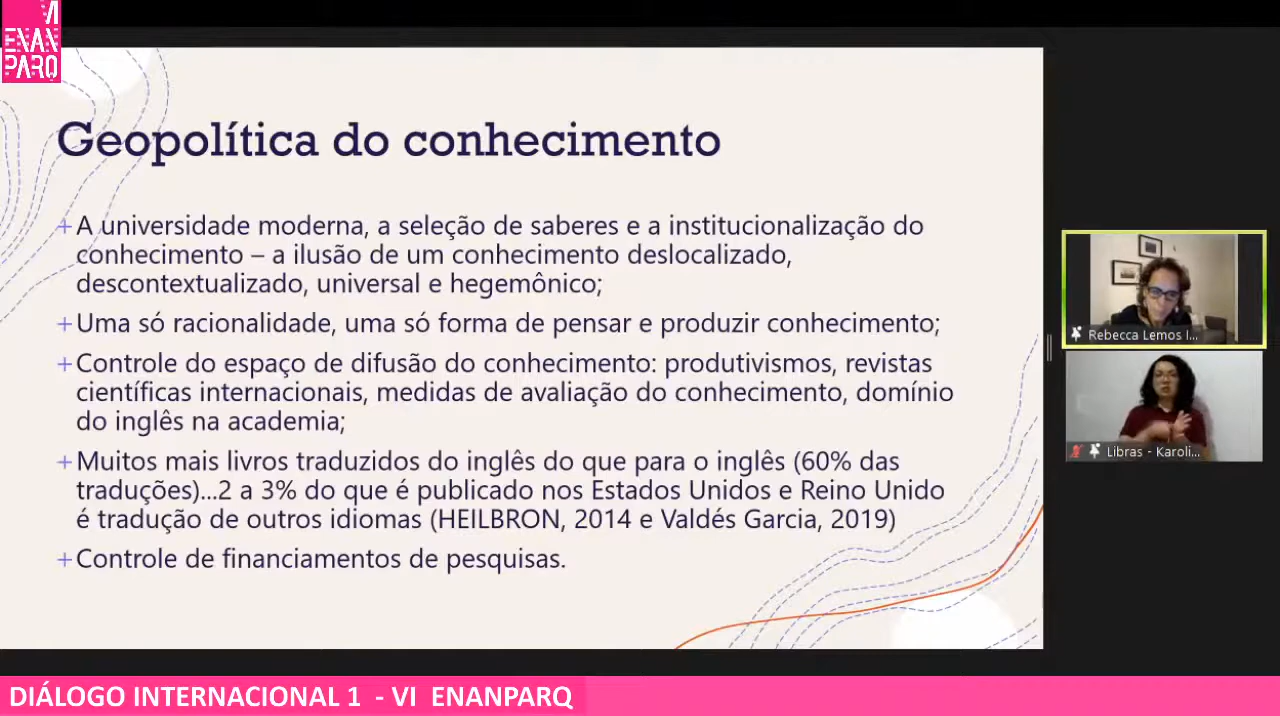 VI
ENAN
PARQ
Geopolítica do conhecimento
+ A universidade moderna, a seleção de saberes e a institucionalização do
conhecimento – a ilusão de um conhecimento deslocalizado,
descontextualizado, universal e hegemônico;
+ Uma só racionalidade, uma só forma de pensar e produzir conhecimento;
+ Controle do espaço de difusão do conhecimento: produtivismos, revistas
científicas internacionais, medidas de avaliação do conhecimento, domínio
do inglês na academia;
+ Muitos mais livros traduzidos do inglês do que para o inglês (60% das
traduções)...2 a 3% do que é publicado nos Estados Unidos e Reino Unido
é tradução de outros idiomas (HEILBRON, 2014 e Valdés Garcia, 2019)
+ Controle de financiamentos de pesquisas.
Rebecca Lemos I...
Libras - Karoli...
DIÁLOGO INTERNACIONAL 1 - VI ENANPARQ